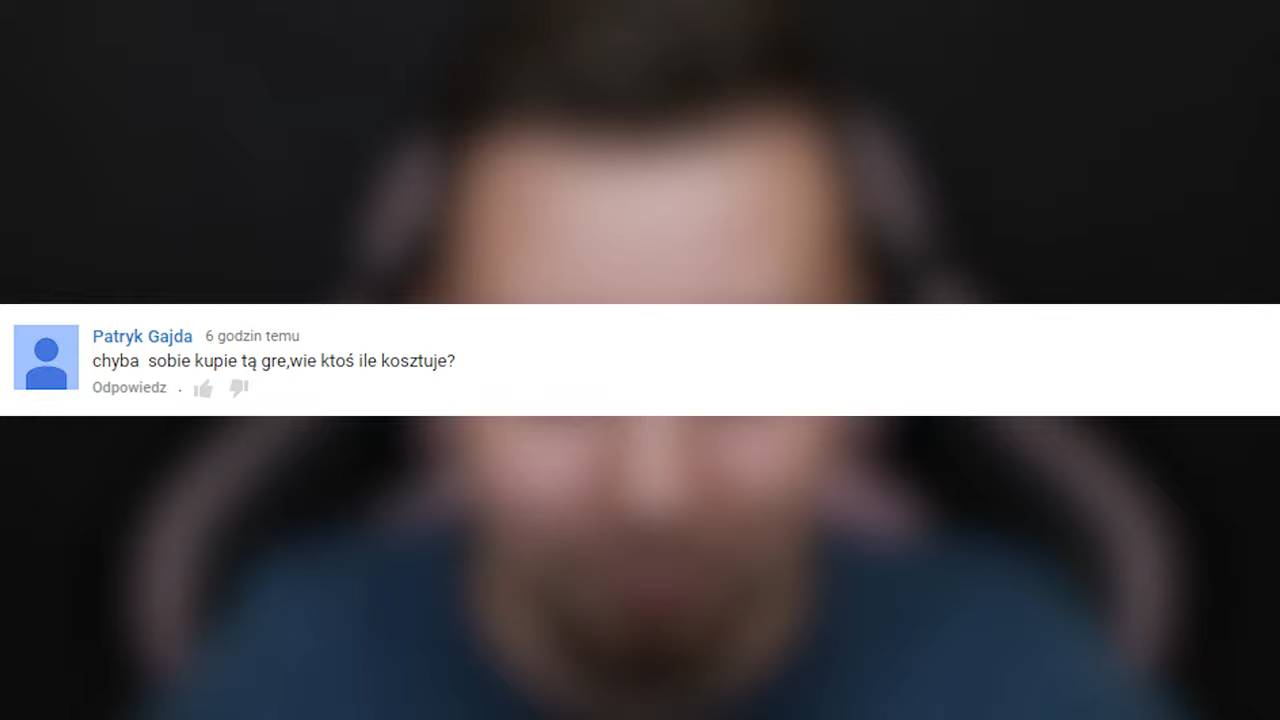 Patryk Gajda 6 godzin temu
chyba  sobie kupie tą gre,wie ktoś ile kosztuje?
Odpowiedz .